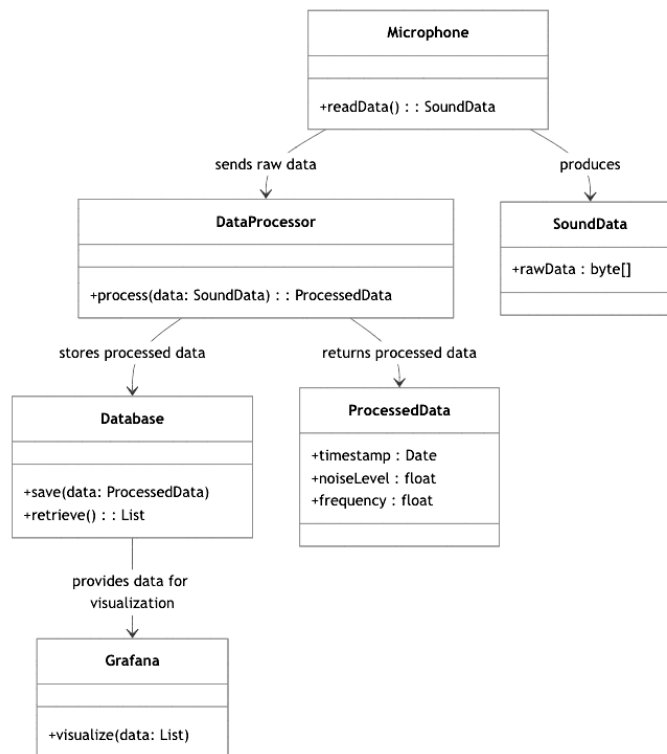 Microphone
+readData() : : SoundData
sends raw data
produces
DataProcessor
+process(data: SoundData) : : ProcessedData
SoundData
+rawData : byte[]
stores processed data
returns processed data
Database
+save(data: ProcessedData)
+retrieve() : : List
ProcessedData
+timestamp : Date
+noiseLevel : float
+frequency : float
provides data for
visualization
Grafana
+visualize(data: List)